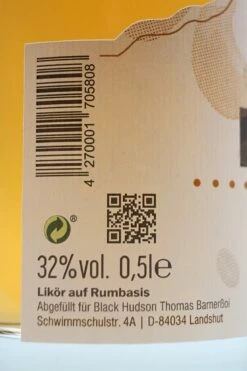 4 270001 705808
32%vol. 0,5l℮
Likör auf Rumbasis
Abgefüllt für Black Hudson Thomas Barnerßoi
Schwimmschulstr. 4A | D-84034 Landshut